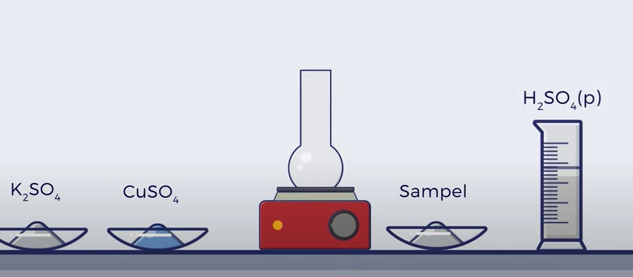 K₂SO₄
CuSO₄
Sampel
H₂SO₄(p)